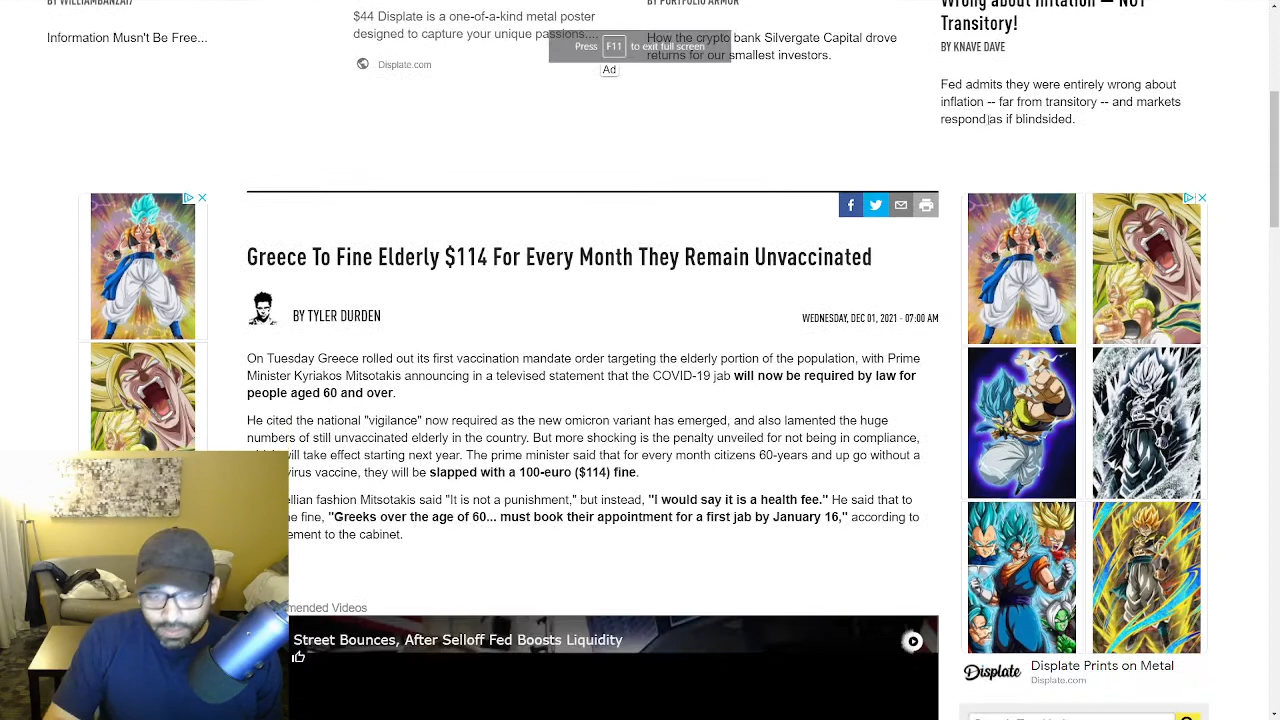 BY WILLIAMBANZAI7
Information Musn't Be Free...
$44 Displate is a one-of-a-kind metal poster
designed to capture your unique passions....
Displate.com
Ad
BY PORTFOLIO ARMOR
How the crypto bank Silvergate Capital drove
returns for our smallest investors.
Press F11 to exit full screen
Wrong about Inflation — NOT
Transitory!
BY KNAVE DAVE
Fed admits they were entirely wrong about
inflation -- far from transitory -- and markets
respond as if blindsided.
Greece To Fine Elderly $114 For Every Month They Remain Unvaccinated
BY TYLER DURDEN
WEDNESDAY, DEC 01, 2021 - 07:00 AM
On Tuesday Greece rolled out its first vaccination mandate order targeting the elderly portion of the population, with Prime
Minister Kyriakos Mitsotakis announcing in a televised statement that the COVID-19 jab will now be required by law for
people aged 60 and over.
He cited the national "vigilance" now required as the new omicron variant has emerged, and also lamented the huge
numbers of still unvaccinated elderly in the country. But more shocking is the penalty unveiled for not being in compliance,
will take effect starting next year. The prime minister said that for every month citizens 60-years and up go without a
virus vaccine, they will be slapped with a 100-euro ($114) fine.
ellian fashion Mitsotakis said "It is not a punishment," but instead, "I would say it is a health fee." He said that to
e fine, "Greeks over the age of 60... must book their appointment for a first jab by January 16," according to
ement to the cabinet.
mended Videos
Street Bounces, After Selloff Fed Boosts Liquidity
Displate
Displate Prints on Metal
Displate.com